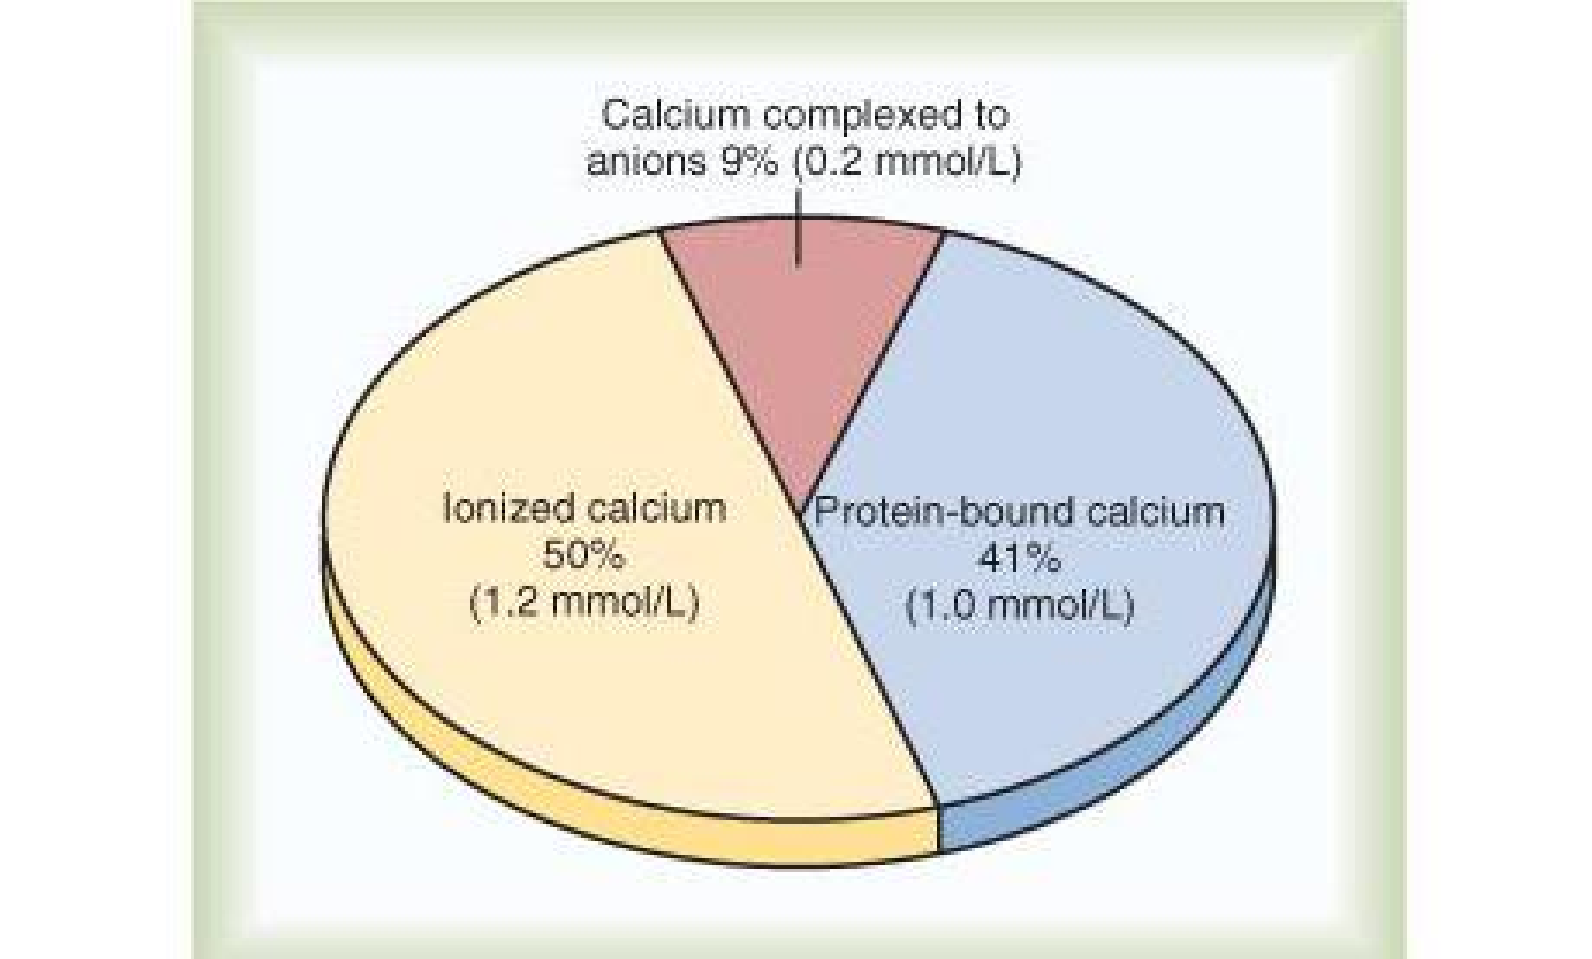 Calcium complexed to
anions 9% (0.2 mmol/L)
Ionized calcium
50%
(1.2 mmol/L)
Protein-bound calcium
41%
(1.0 mmol/L)